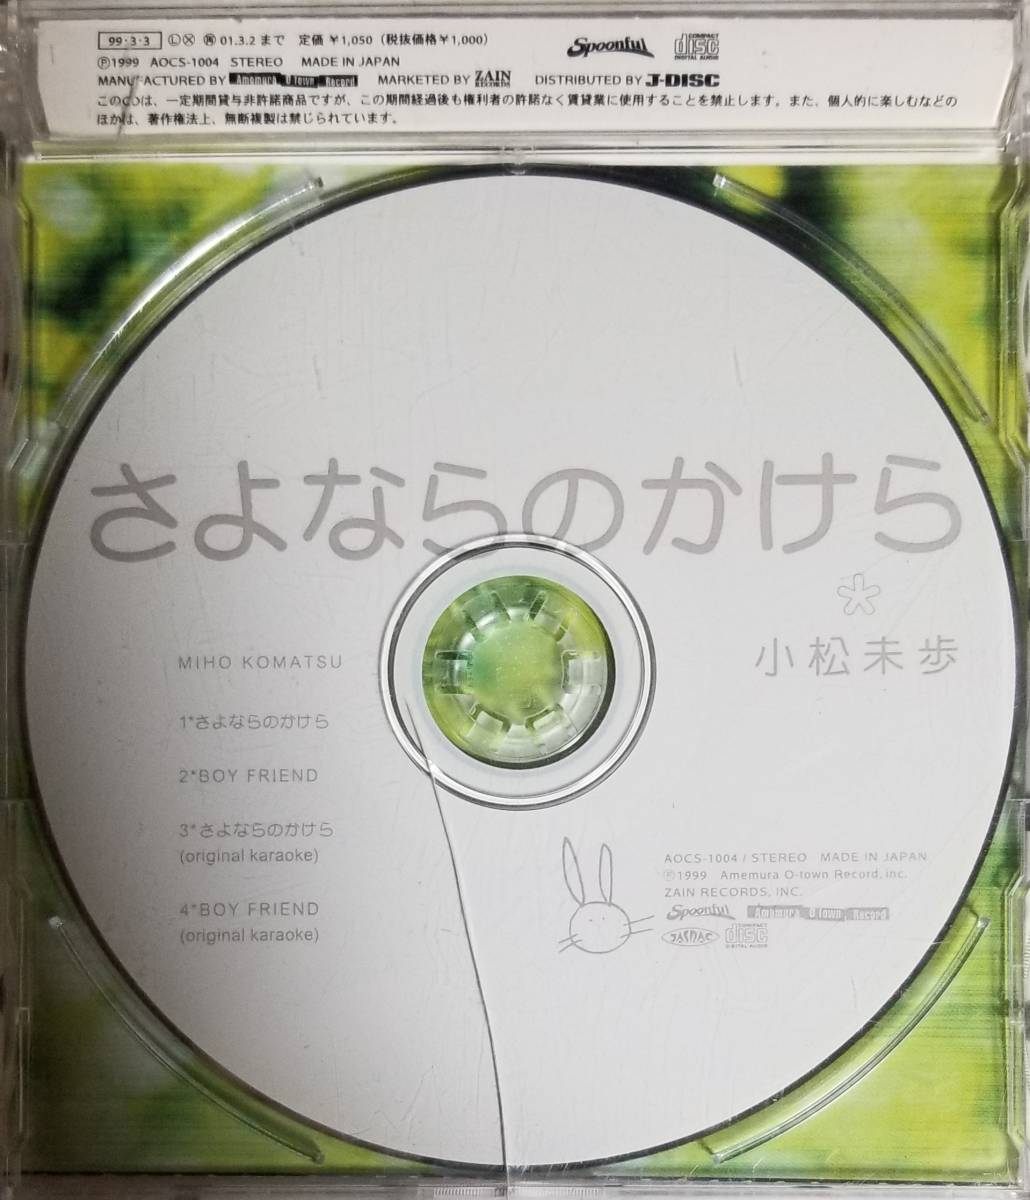 99・3・3 Ⓛ Ⓧ 01.3.2 まで 定価 ¥1,050（税抜価格¥1,000） Spoonful COMPACT disc DIGITAL AUDIO
Ⓟ1999 AOCS-1004 STEREO MADE IN JAPAN
MANUFACTURED BY Amemura O-town Record MARKETED BY ZAIN RECORDS DISTRIBUTED BY J-DISC
このCDは、一定期間貸与非許諾商品ですが、この期間経過後も権利者の許諾なく賃貸業に使用することを禁止します。また、個人的に楽しむなどの
ほかは、著作権法上、無断複製は禁じられています。
さよならのかけら
小松未歩
MIHO KOMATSU
1*さよならのかけら
2*BOY FRIEND
3*さよならのかけら
(original karaoke)
4*BOY FRIEND
(original karaoke)
AOCS-1004 / STEREO MADE IN JAPAN
Ⓟ1999 Amemura O-town Record, inc.
ZAIN RECORDS, INC.
Spoonful Amemura O-town Record
JASRAC COMPACT disc DIGITAL AUDIO